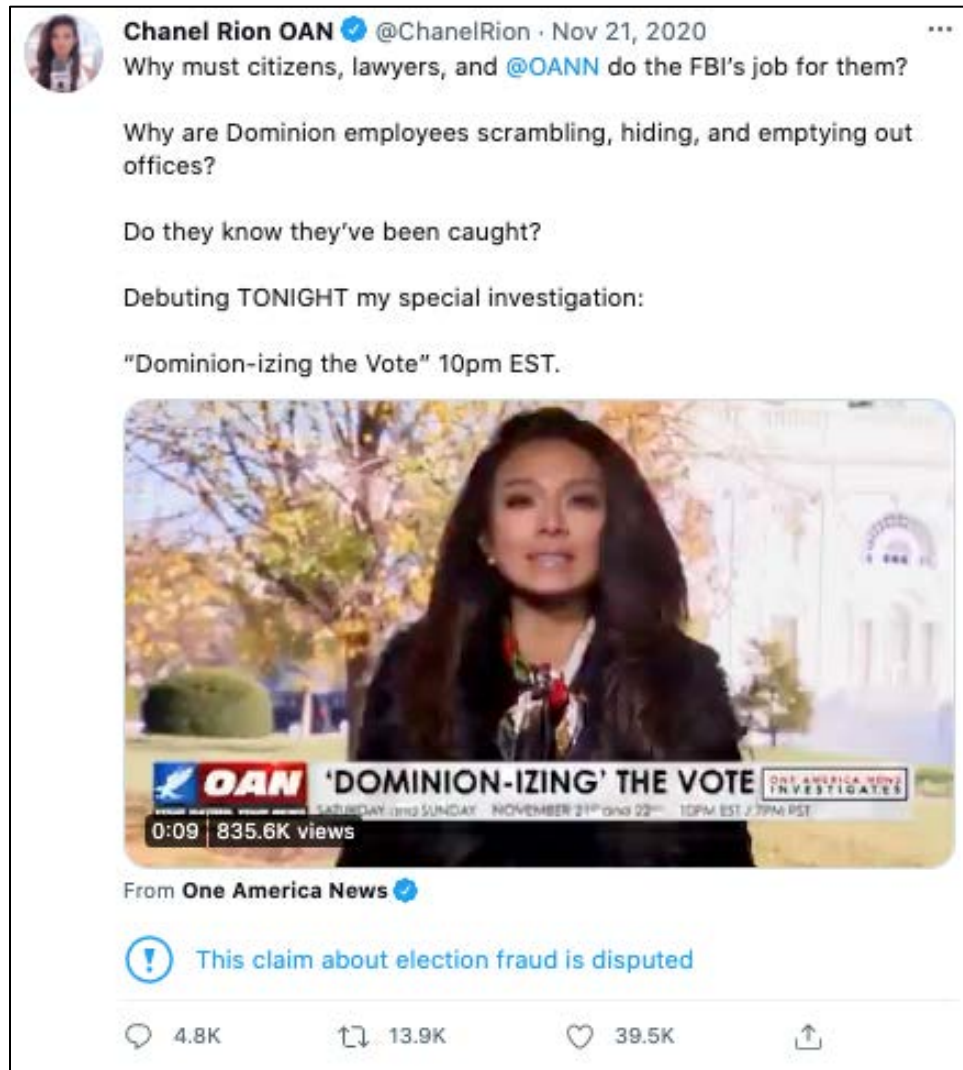 Chanel Rion OAN @ChanelRion · Nov 21, 2020
Why must citizens, lawyers, and @OANN do the FBI's job for them?
Why are Dominion employees scrambling, hiding, and emptying out
offices?
Do they know they've been caught?
Debuting TONIGHT my special investigation:
“Dominion-izing the Vote” 10pm EST.
OAN 'DOMINION-IZING' THE VOTE ONE AMERICA NEWS
INVESTIGATES
SATURDAY and SUNDAY NOVEMBER 21ST and 22ND 10PM EST / 7PM PST
0:09 835.6K views
From One America News
This claim about election fraud is disputed
4.8K 13.9K 39.5K